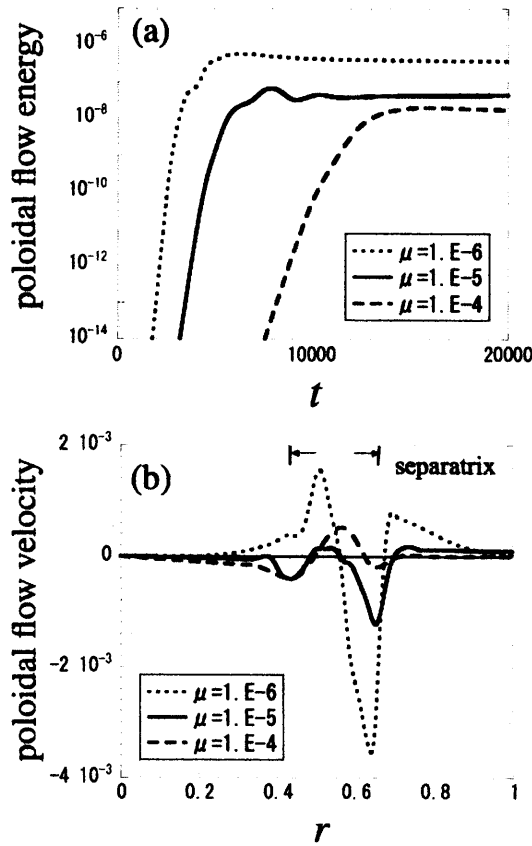 (a)
poloidal flow energy
10⁻⁶
10⁻⁸
10⁻¹⁰
10⁻¹²
10⁻¹⁴
μ=1. E-6
μ=1. E-5
μ=1. E-4
0 10000 20000
t
(b)
poloidal flow velocity
2 10⁻³
0
-2 10⁻³
-4 10⁻³
separatrix
μ=1. E-6
μ=1. E-5
μ=1. E-4
0 0.2 0.4 0.6 0.8 1
r